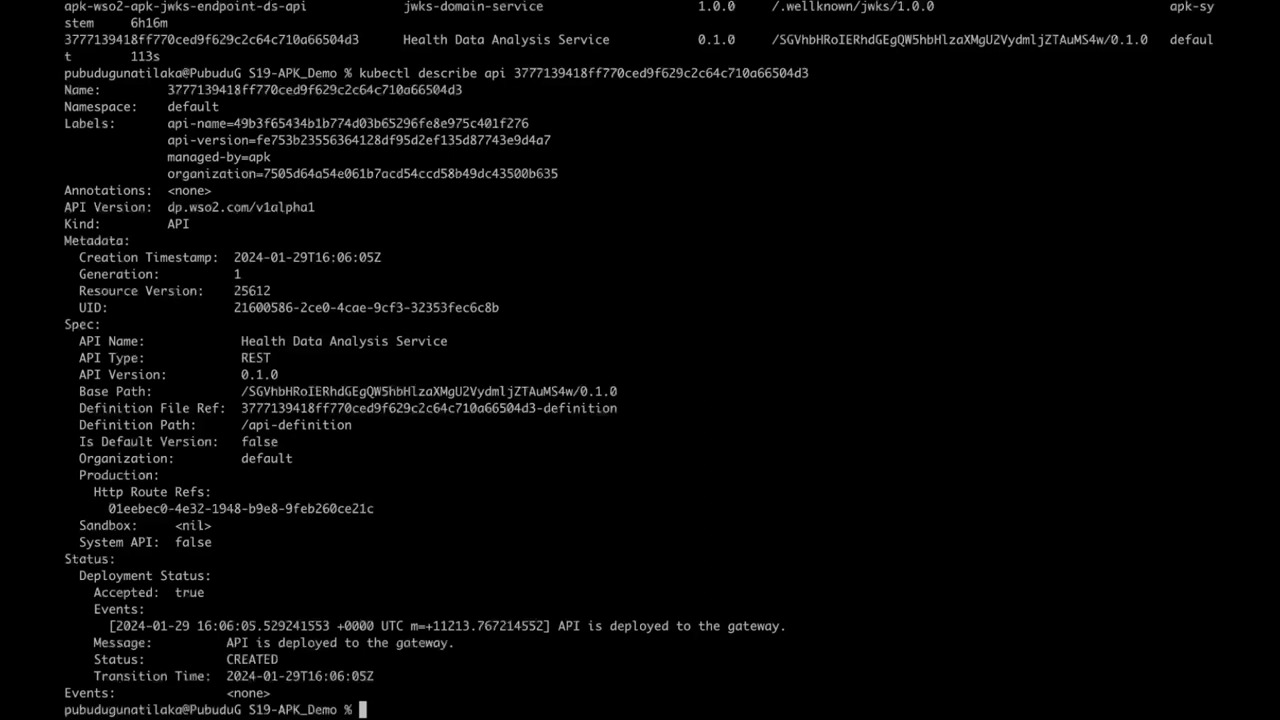 apk-wso2-apk-jwks-endpoint-ds-api jwks-domain-service 1.0.0 /.wellknown/jwks/1.0.0 apk-sy
stem 6h16m
3777139418ff770ced9f629c2c64c710a66504d3 Health Data Analysis Service 0.1.0 /SGVhbHRoIERhdGEgQW5hbHlzaXMgU2VydmljZTAuMS4w/0.1.0 defaul
t 113s
pubudugunatilaka@PubuduG S19-APK_Demo % kubectl describe api 3777139418ff770ced9f629c2c64c710a66504d3
Name: 3777139418ff770ced9f629c2c64c710a66504d3
Namespace: default
Labels: api-name=49b3f65434b1b774d03b65296fe8e975c401f276
api-version=fe753b23556364128df95d2ef135d87743e9d4a7
managed-by=apk
organization=7505d64a54e061b7acd54ccd58b49dc43500b635
Annotations: <none>
API Version: dp.wso2.com/v1alpha1
Kind: API
Metadata:
Creation Timestamp: 2024-01-29T16:06:05Z
Generation: 1
Resource Version: 25612
UID: 21600586-2ce0-4cae-9cf3-32353fec6c8b
Spec:
API Name: Health Data Analysis Service
API Type: REST
API Version: 0.1.0
Base Path: /SGVhbHRoIERhdGEgQW5hbHlzaXMgU2VydmljZTAuMS4w/0.1.0
Definition File Ref: 3777139418ff770ced9f629c2c64c710a66504d3-definition
Definition Path: /api-definition
Is Default Version: false
Organization: default
Production:
Http Route Refs:
01eebec0-4e32-1948-b9e8-9feb260ce21c
Sandbox: <nil>
System API: false
Status:
Deployment Status:
Accepted: true
Events:
[2024-01-29 16:06:05.529241553 +0000 UTC m=+11213.767214552] API is deployed to the gateway.
Message: API is deployed to the gateway.
Status: CREATED
Transition Time: 2024-01-29T16:06:05Z
Events: <none>
pubudugunatilaka@PubuduG S19-APK_Demo %